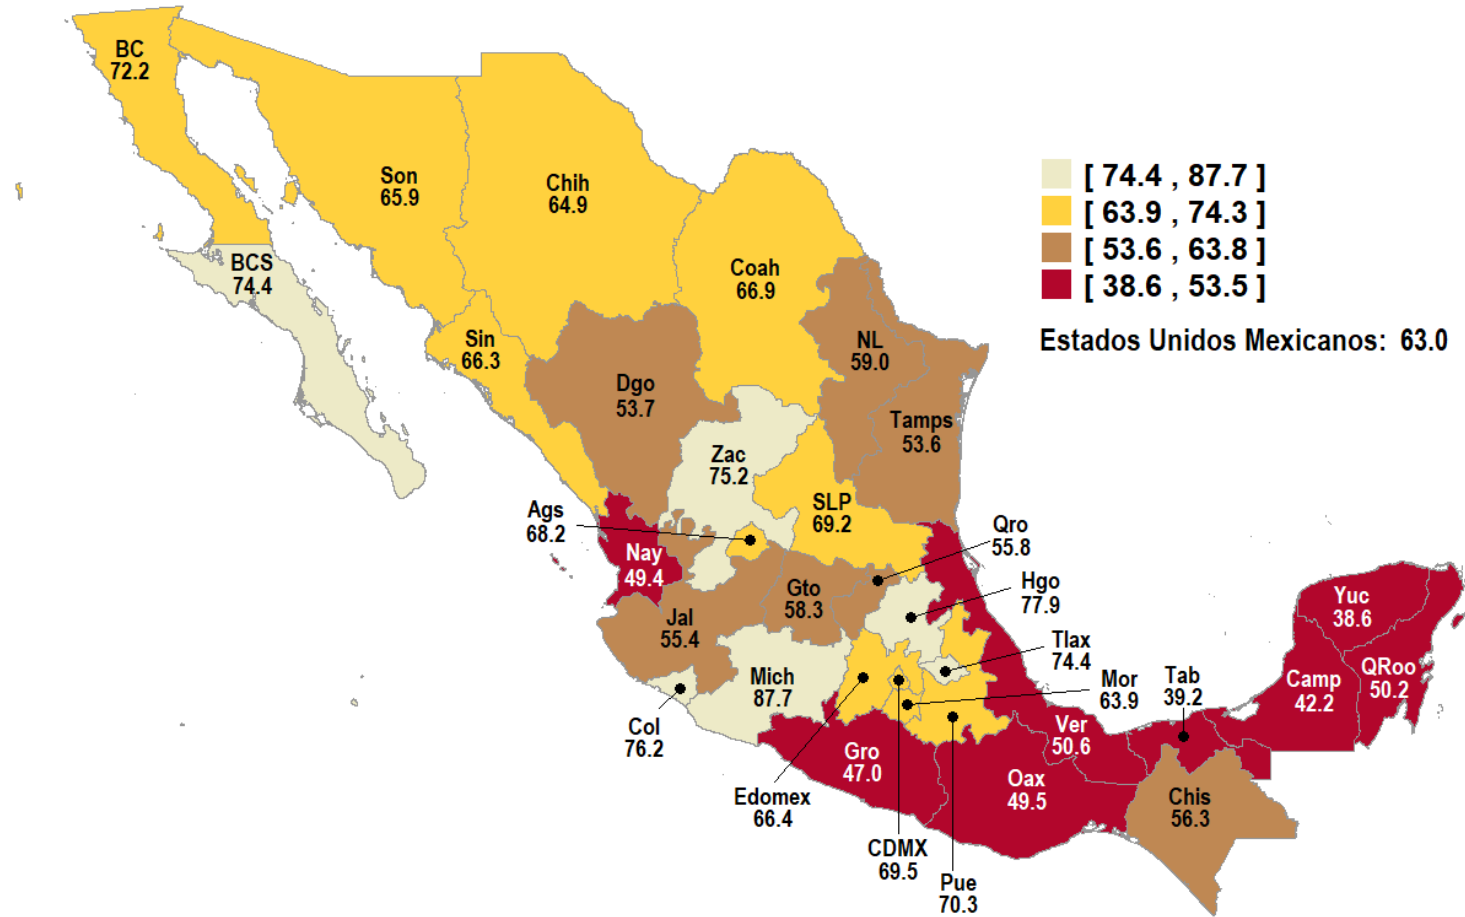 BC
72.2
Son
65.9
Chih
64.9
[ 74.4 , 87.7 ]
[ 63.9 , 74.3 ]
[ 53.6 , 63.8 ]
[ 38.6 , 53.5 ]
Estados Unidos Mexicanos: 63.0
BCS
74.4
Coah
66.9
Sin
66.3
NL
59.0
Dgo
53.7
Tamps
53.6
Zac
75.2
Ags
68.2
SLP
69.2
Qro
55.8
Nay
49.4
Hgo
77.9
Gto
58.3
Yuc
38.6
Jal
55.4
Tlax
74.4
Mich
87.7
Mor
63.9
Tab
39.2
Camp
42.2
QRoo
50.2
Col
76.2
Ver
50.6
Gro
47.0
Oax
49.5
Edomex
66.4
Chis
56.3
CDMX
69.5
Pue
70.3